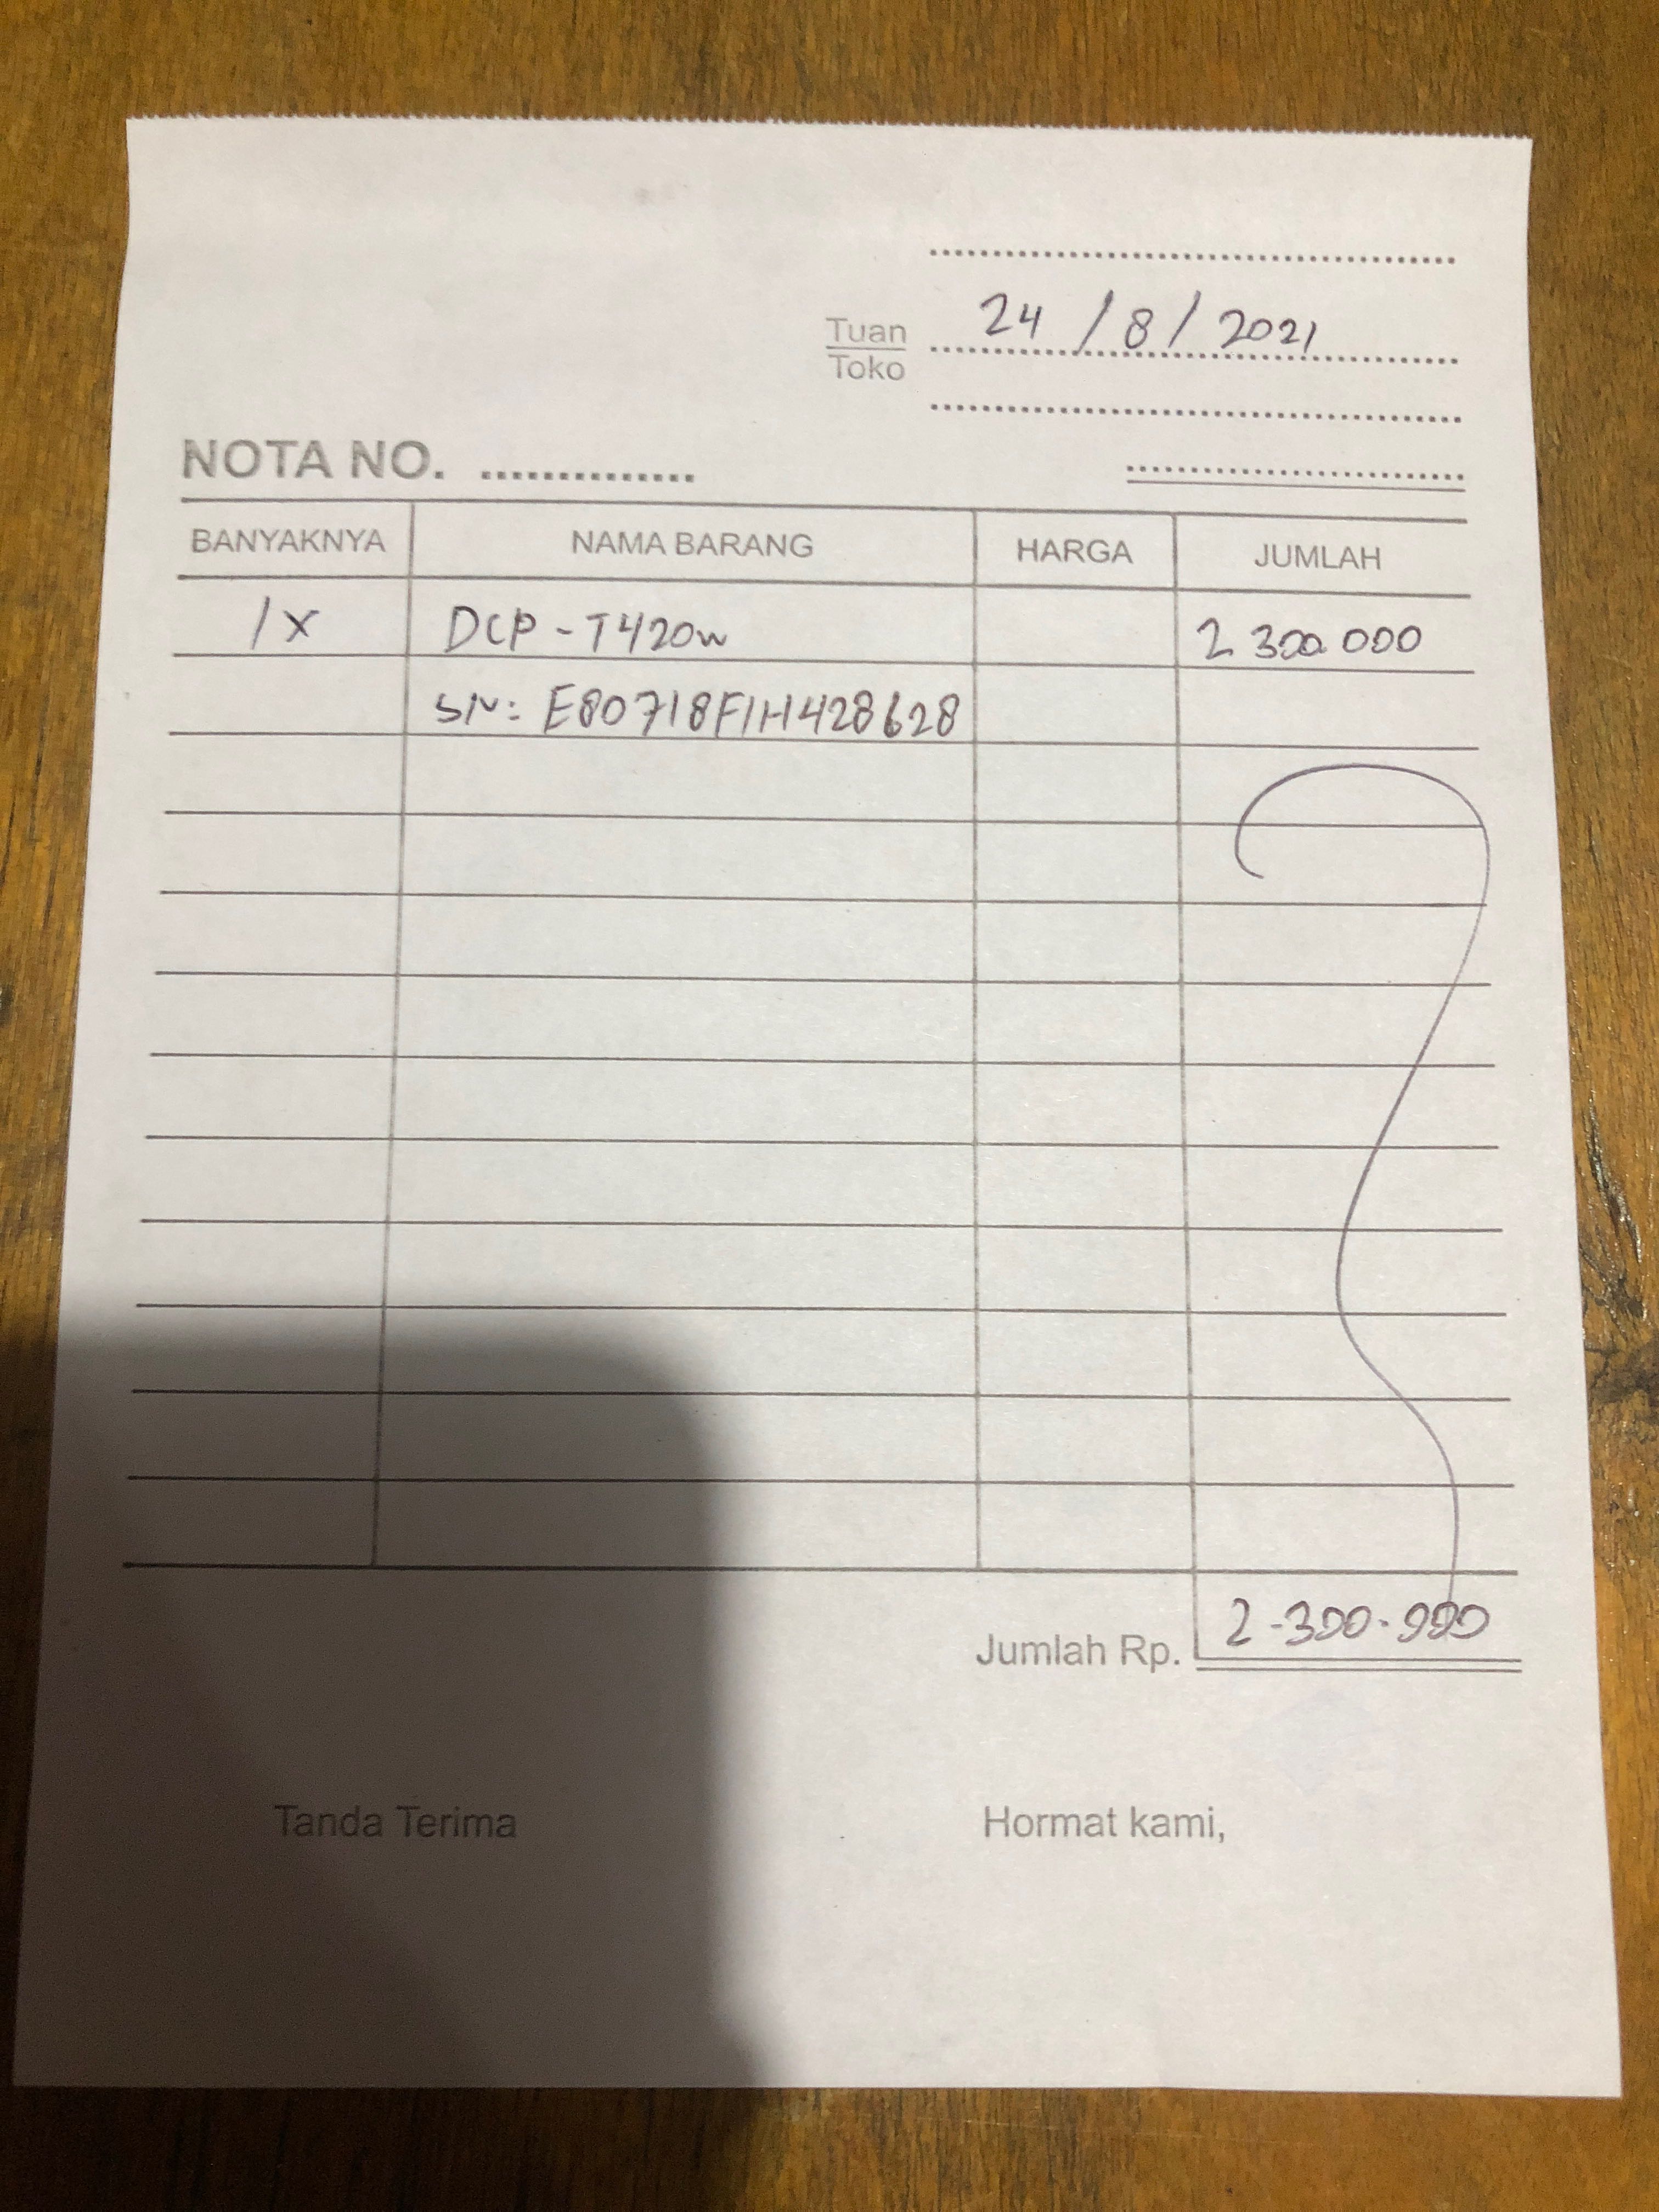 24 / 8 / 2021
Tuan
Toko
NOTA NO. ..............
BANYAKNYA NAMA BARANG HARGA JUMLAH
1 X DCP - T420W 2 300 000
SN: E80718F1H428628
Jumlah Rp. 2-300.000
Tanda Terima Hormat kami,